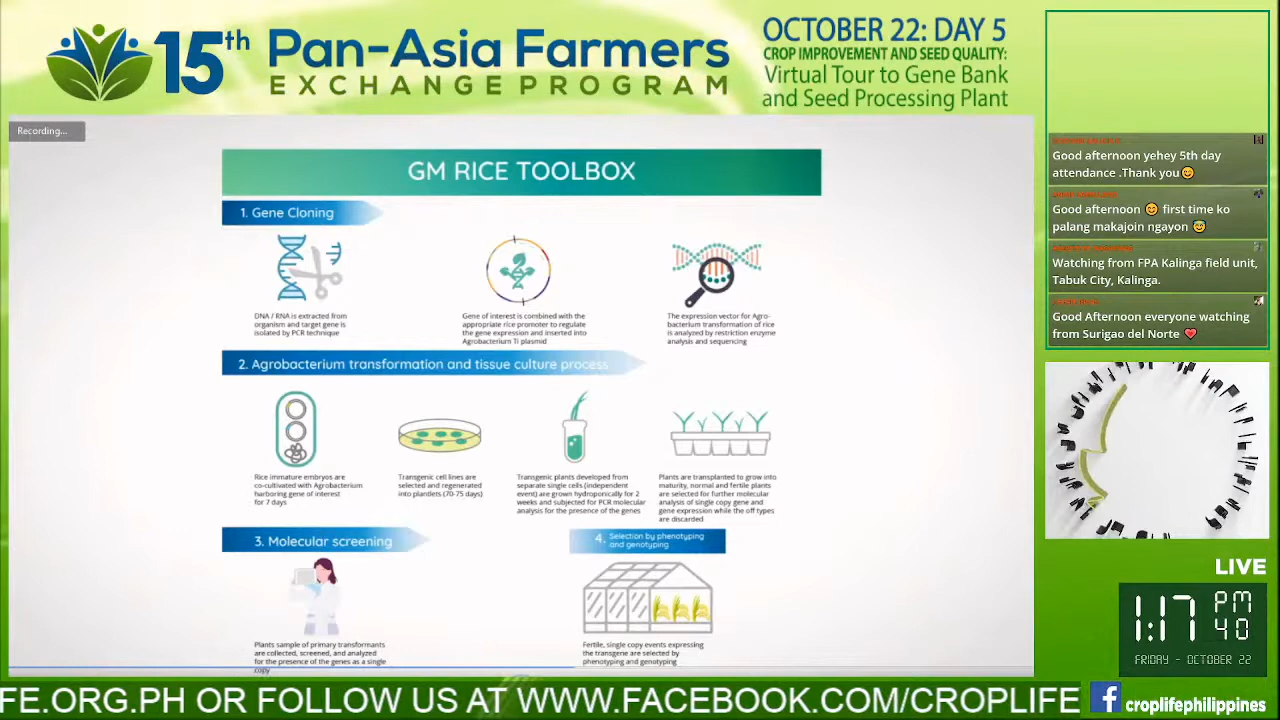 15th Pan-Asia Farmers
EXCHANGE PROGRAM
OCTOBER 22: DAY 5
CROP IMPROVEMENT AND SEED QUALITY:
Virtual Tour to Gene Bank
and Seed Processing Plant
Recording...
GM RICE TOOLBOX
1. Gene Cloning
DNA / RNA is extracted from
organism and target gene is
isolated by PCR technique
Gene of interest is combined with the
appropriate rice promoter to regulate
the gene expression and inserted into
Agrobacterium Ti plasmid
The expression vector for Agro-
bacterium transformation of rice
is analyzed by restriction enzyme
analysis and sequencing
2. Agrobacterium transformation and tissue culture process
Rice immature embryos are
co-cultivated with Agrobacterium
harboring gene of interest
for 7 days
Transgenic cell lines are
selected and regenerated
into plantlets (70-75 days)
Transgenic plants developed from
separate single cells (independent
event) are grown hydroponically for 2
weeks and subjected for PCR molecular
analysis for the presence of the genes
Plants are transplanted to grow into
maturity, normal and fertile plants
are selected for further molecular
analysis of single copy gene and
gene expression while the off types
are discarded
3. Molecular screening
Plants sample of primary transformants
are collected, screened, and analyzed
for the presence of the genes as a single
copy
4. Selection by phenotyping
and genotyping
Fertile, single copy events expressing
the transgene are selected by
phenotyping and genotyping
Good afternoon yehey 5th day
attendance .Thank you
Good afternoon 😊 first time ko
palang makajoin ngayon 😅
Watching from FPA Kalinga field unit,
Tabuk City, Kalinga.
Good Afternoon everyone watching
from Surigao del Norte
LIVE
1:17 PM
40
FRIDAY - OCTOBER 22
FE.ORG.PH OR FOLLOW US AT WWW.FACEBOOK.COM/CROPLIFE
croplifephilippines